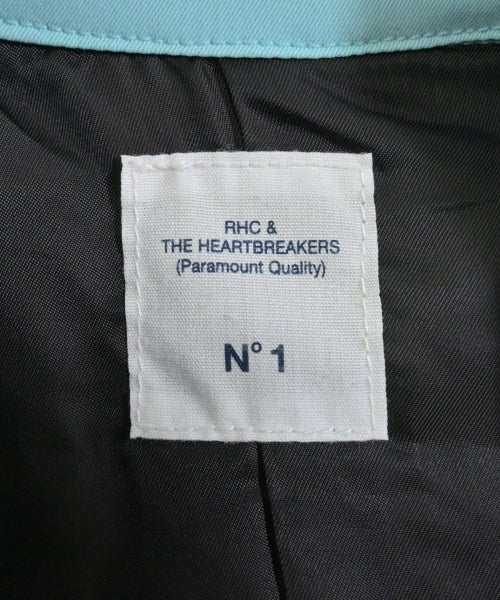 RHC &
THE HEARTBREAKERS
(Paramount Quality)
N° 1